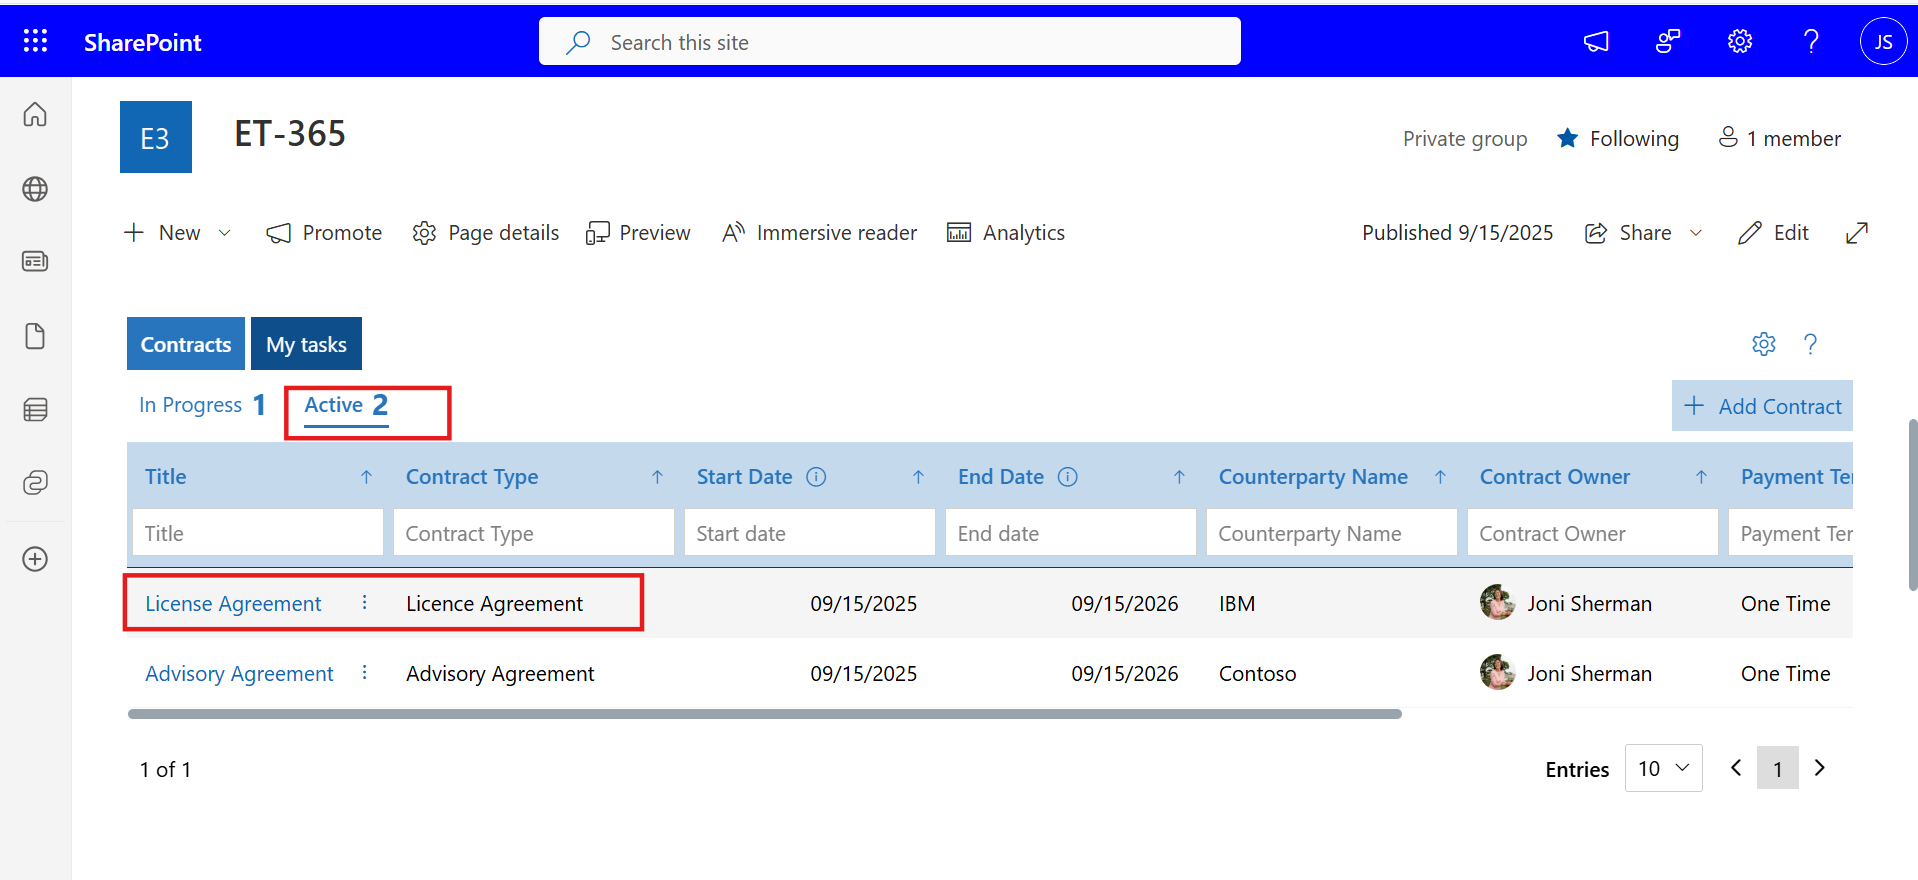 SharePoint
Search this site
JS
E3
ET-365
Private group
Following
1 member
New
Promote
Page details
Preview
Immersive reader
Analytics
Published 9/15/2025
Share
Edit
Contracts
My tasks
In Progress 1
Active 2
Add Contract
Title
Contract Type
Start Date
End Date
Counterparty Name
Contract Owner
Payment Ter
Title
Contract Type
Start date
End date
Counterparty Name
Contract Owner
Payment Ter
License Agreement
Licence Agreement
09/15/2025
09/15/2026
IBM
Joni Sherman
One Time
Advisory Agreement
Advisory Agreement
09/15/2025
09/15/2026
Contoso
Joni Sherman
One Time
1 of 1
Entries
10
1